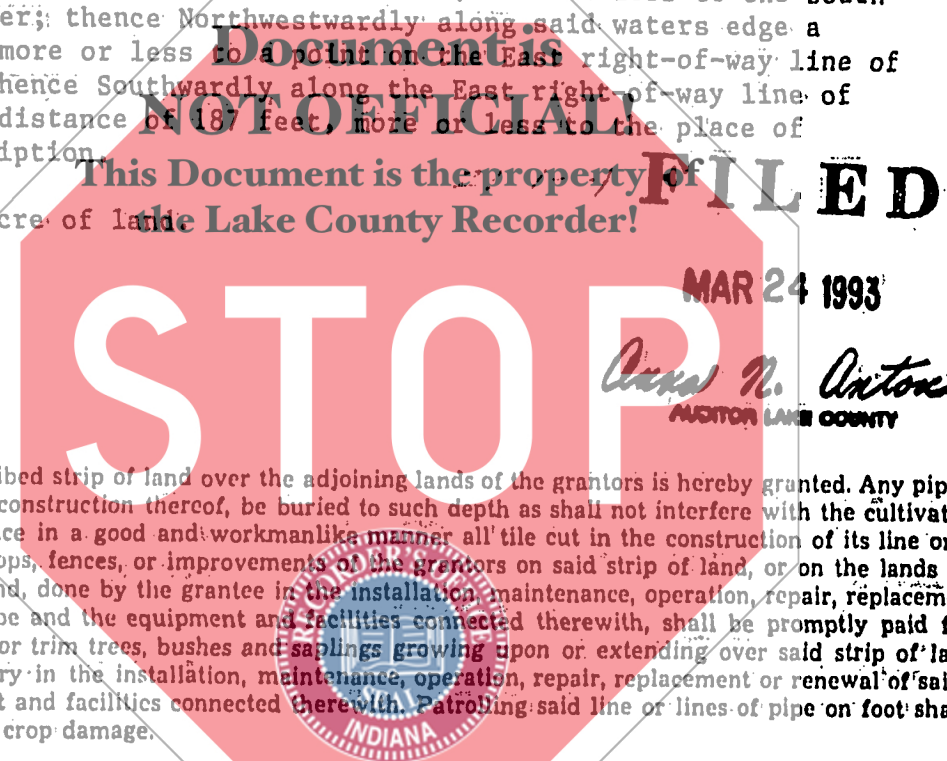 er; thence Northwestwardly along said waters edge a
Document is
more or less to a point on the East right-of-way line of
hence Southwardly along the East right-of-way line of
NOT OFFICIAL!
distance of 187 feet, more or less to the place of
iption.
This Document is the property of
FILED
cre of land.
the Lake County Recorder!
MAR 24 1993
STOP
Anna N. Anton
AUDITOR LAKE COUNTY
ibed strip of land over the adjoining lands of the grantors is hereby granted. Any pip
construction thereof, be buried to such depth as shall not interfere with the cultivat
ce in a good and workmanlike manner all tile cut in the construction of its line or
ops, fences, or improvements of the grantors on said strip of land, or on the lands
nd, done by the grantee in the installation, maintenance, operation, repair, replacem
pe and the equipment and facilities connected therewith, shall be promptly paid f
or trim trees, bushes and saplings growing upon or extending over said strip of la
ry in the installation, maintenance, operation, repair, replacement or renewal of sai
t and facilities connected therewith. Patrolling said line or lines of pipe on foot sha
crop damage.
SEAL
INDIANA